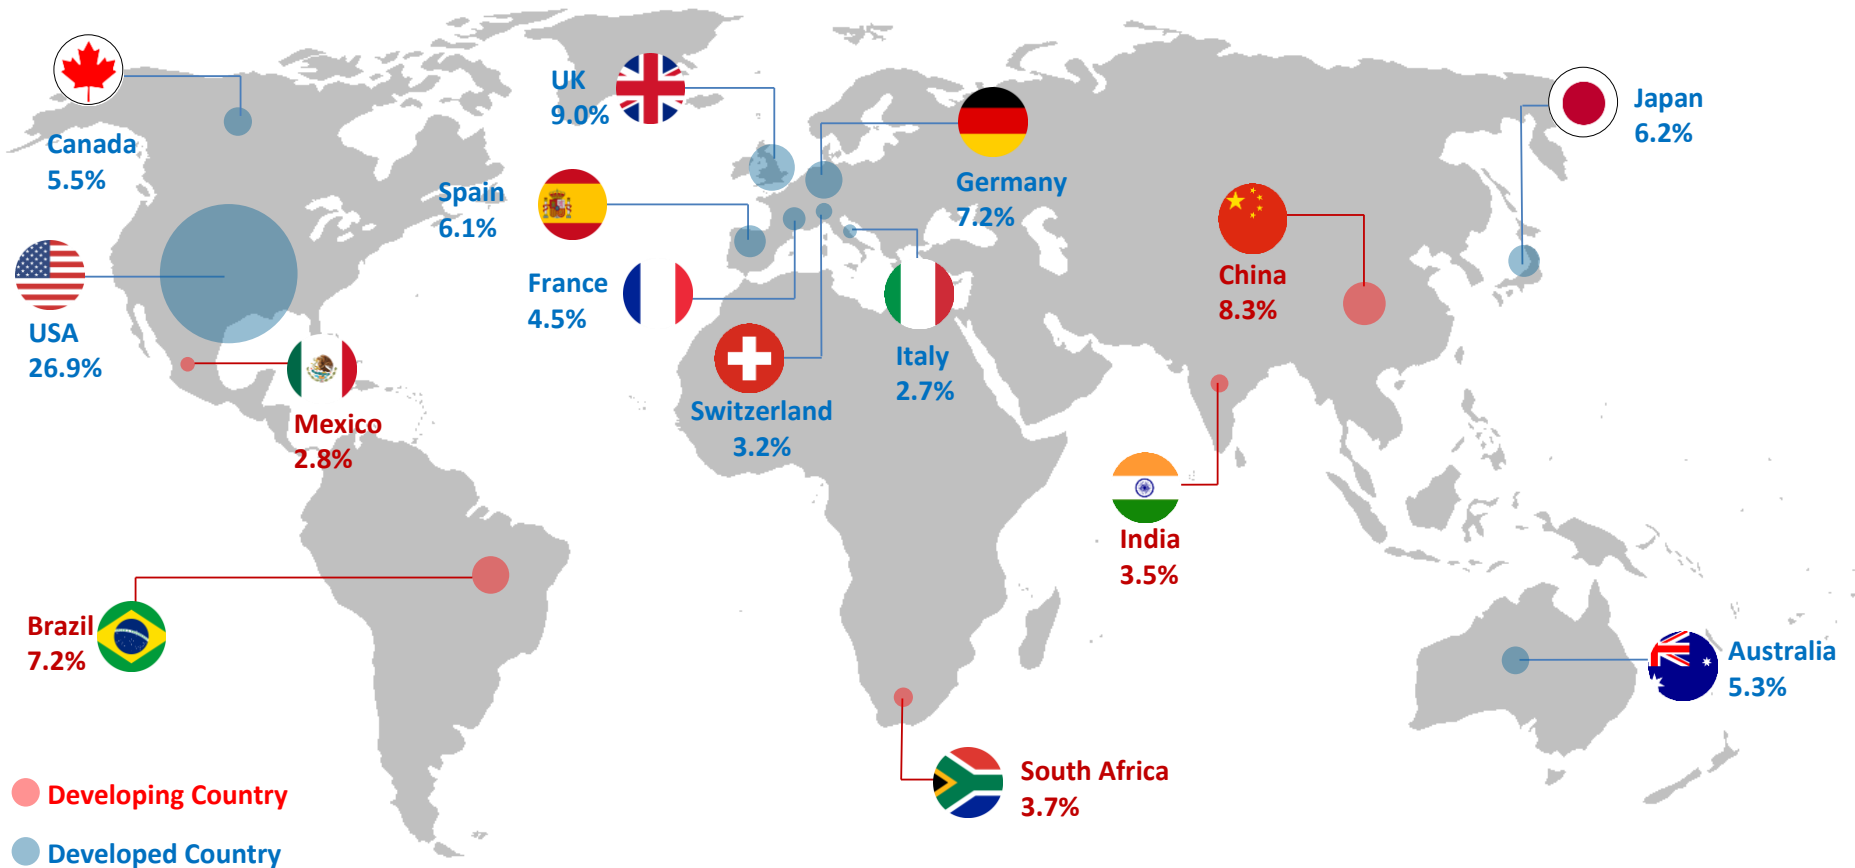 Canada
5.5%
USA
26.9%
Mexico
2.8%
Brazil
7.2%
UK
9.0%
Spain
6.1%
France
4.5%
Switzerland
3.2%
Germany
7.2%
Italy
2.7%
China
8.3%
India
3.5%
Japan
6.2%
Australia
5.3%
South Africa
3.7%
Developing Country
Developed Country